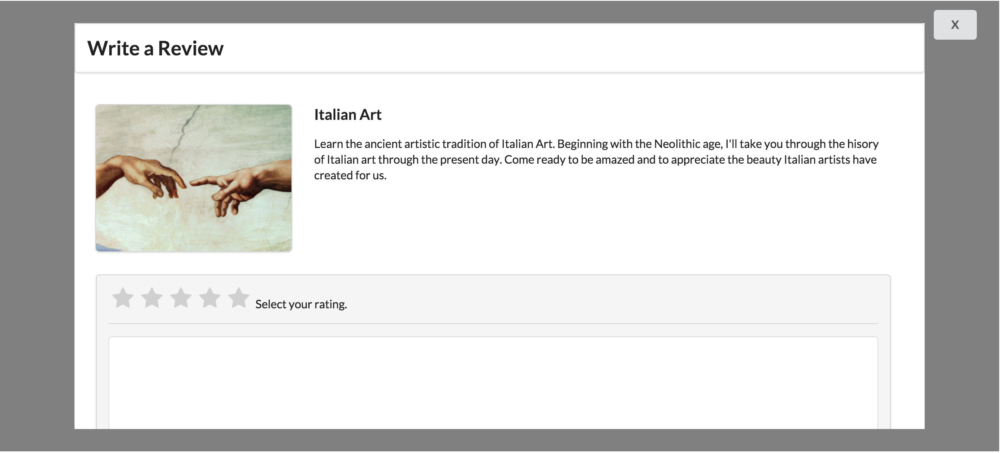 X
Write a Review
Italian Art
Learn the ancient artistic tradition of Italian Art. Beginning with the Neolithic age, I'll take you through the hisory
of Italian art through the present day. Come ready to be amazed and to appreciate the beauty Italian artists have
created for us.
Select your rating.